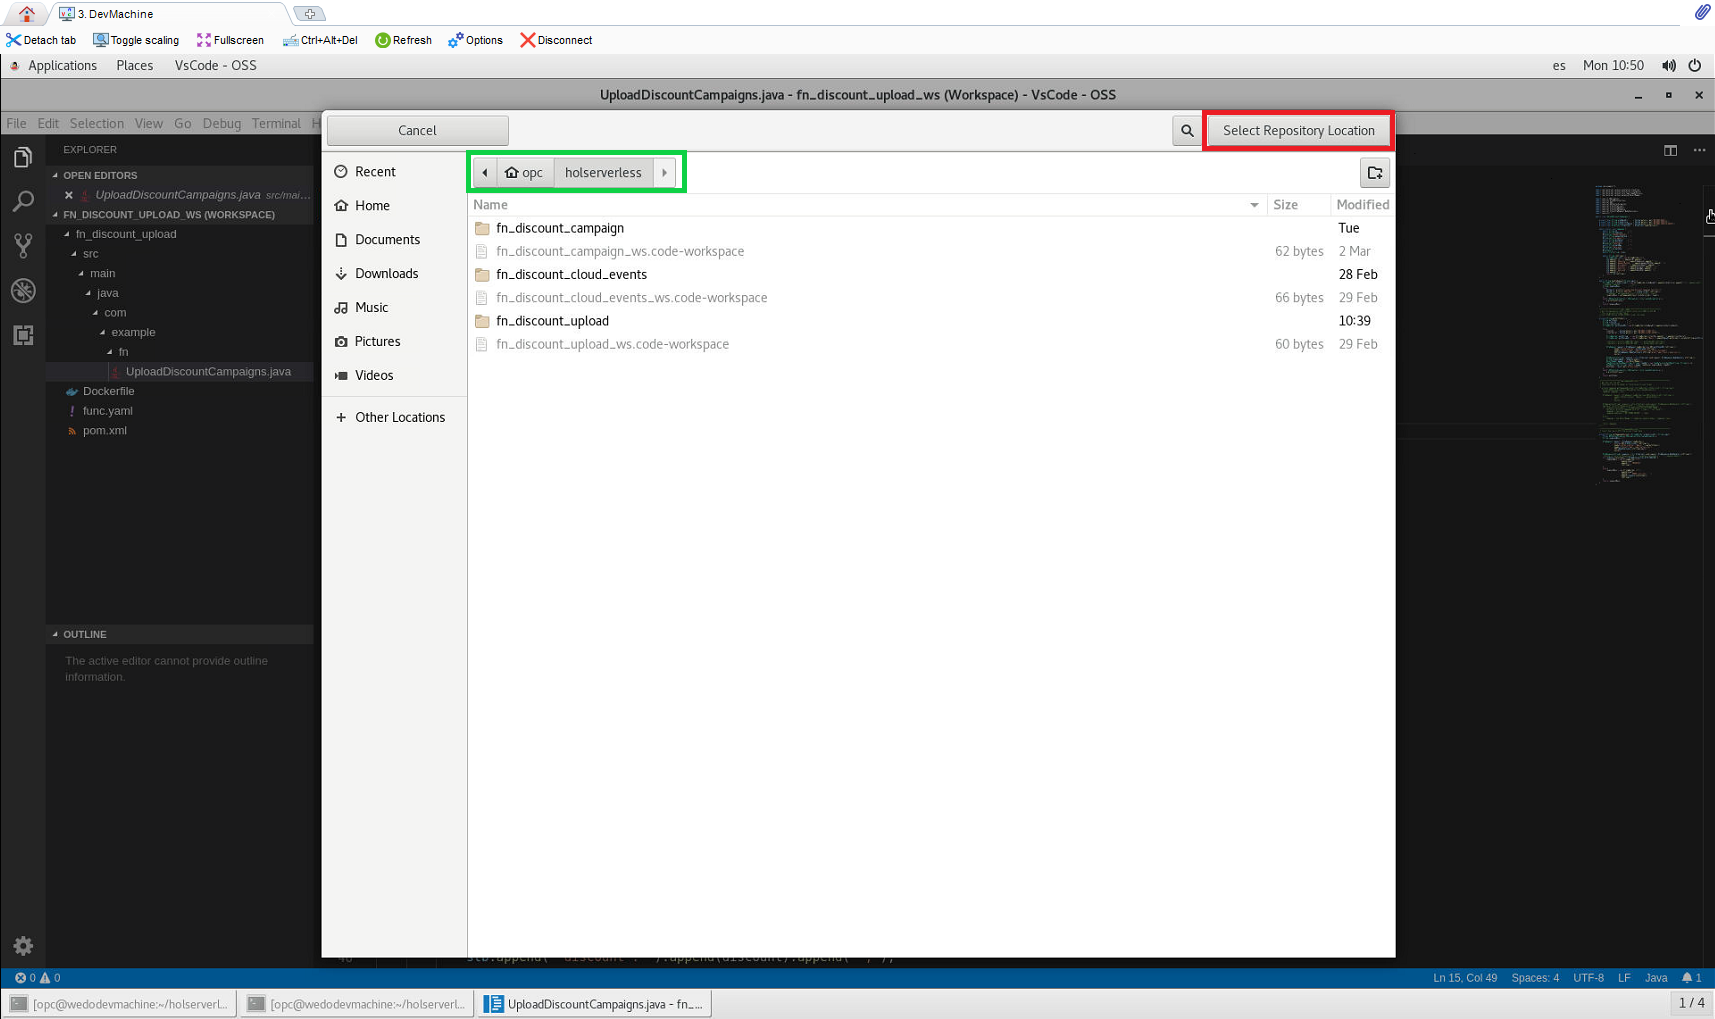 3. DevMachine
Detach tab Toggle scaling Fullscreen Ctrl+Alt+Del Refresh Options Disconnect
Applications Places VsCode - OSS es Mon 10:50
UploadDiscountCampaigns.java - fn_discount_upload_ws (Workspace) - VsCode - OSS
File Edit Selection View Go Debug Terminal H
Cancel Select Repository Location
EXPLORER
OPEN EDITORS
UploadDiscountCampaigns.java src/mai...
FN_DISCOUNT_UPLOAD_WS (WORKSPACE)
fn_discount_upload
src
main
java
com
example
fn
UploadDiscountCampaigns.java
Dockerfile
func.yaml
pom.xml
OUTLINE
The active editor cannot provide outline
information.
Recent
Home
Documents
Downloads
Music
Pictures
Videos
Other Locations
opc holserverless
Name Size Modified
fn_discount_campaign Tue
fn_discount_campaign_ws.code-workspace 62 bytes 2 Mar
fn_discount_cloud_events 28 Feb
fn_discount_cloud_events_ws.code-workspace 66 bytes 29 Feb
fn_discount_upload 10:39
fn_discount_upload_ws.code-workspace 60 bytes 29 Feb
0 0 Ln 15, Col 49 Spaces: 4 UTF-8 LF Java 1
[opc@wedodevmachine:~/holserverl... [opc@wedodevmachine:~/holserverl... UploadDiscountCampaigns.java - fn_... 1 / 4